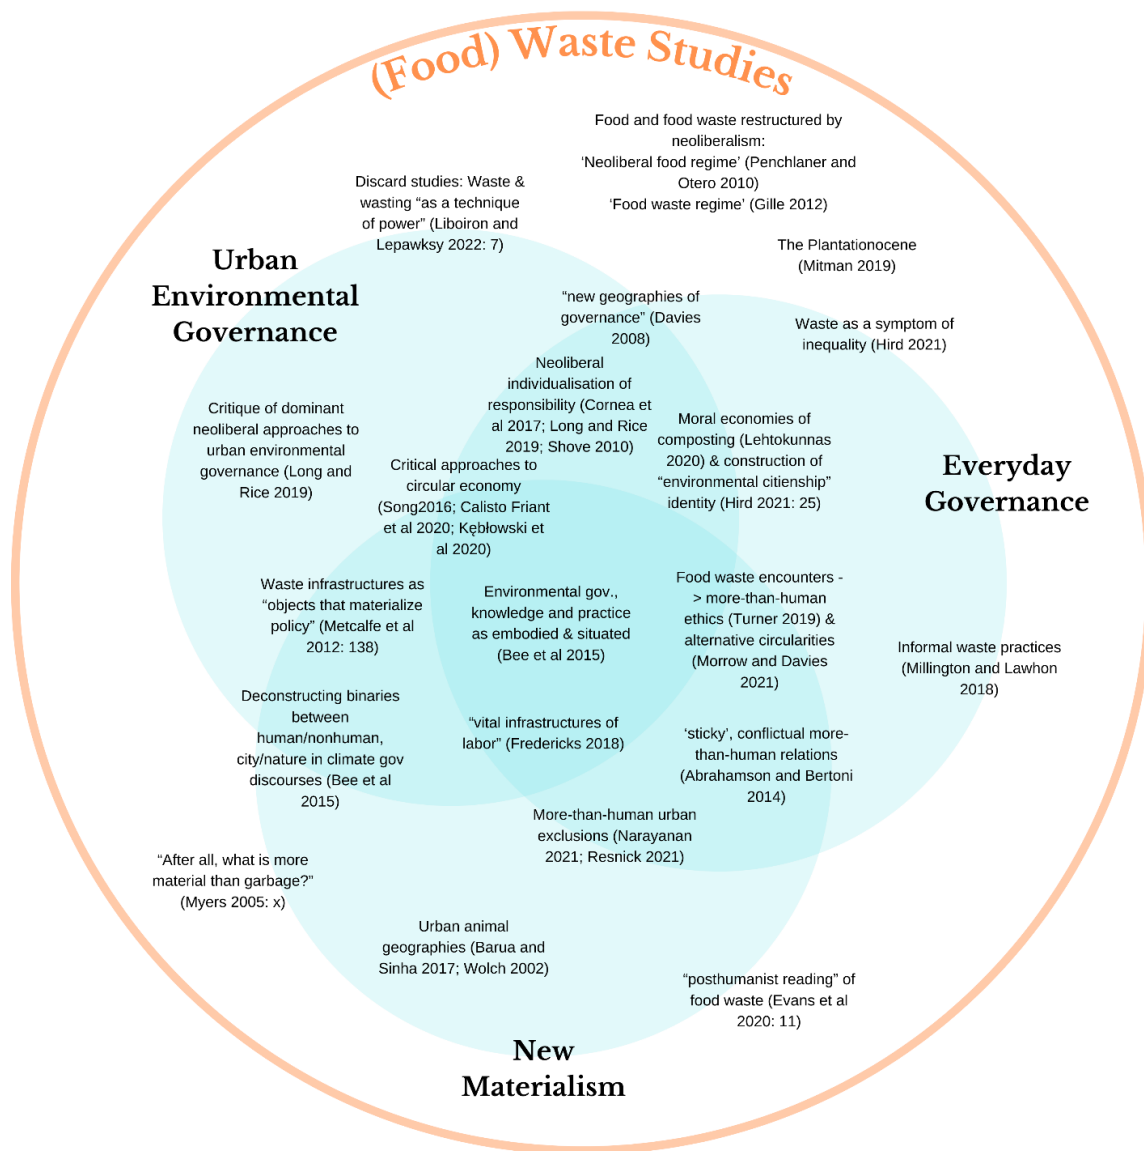 (Food) Waste Studies
Food and food waste restructured by
neoliberalism:
‘Neoliberal food regime’ (Penchlaner and
Otero 2010)
‘Food waste regime’ (Gille 2012)
Discard studies: Waste &
wasting “as a technique
of power” (Liboiron and
Lepawksy 2022: 7)
The Plantationocene
(Mitman 2019)
Urban
Environmental
Governance
“new geographies of
governance” (Davies
2008)
Waste as a symptom of
inequality (Hird 2021)
Neoliberal
individualisation of
responsibility (Cornea et
al 2017; Long and Rice
2019; Shove 2010)
Critique of dominant
neoliberal approaches to
urban environmental
governance (Long and
Rice 2019)
Moral economies of
composting (Lehtokunnas
2020) & construction of
“environmental citienship”
identity (Hird 2021: 25)
Everyday
Governance
Critical approaches to
circular economy
(Song2016; Calisto Friant
et al 2020; Kębłowski et
al 2020)
Waste infrastructures as
“objects that materialize
policy” (Metcalfe et al
2012: 138)
Environmental gov.,
knowledge and practice
as embodied & situated
(Bee et al 2015)
Food waste encounters -
> more-than-human
ethics (Turner 2019) &
alternative circularities
(Morrow and Davies
2021)
Informal waste practices
(Millington and Lawhon
2018)
Deconstructing binaries
between
human/nonhuman,
city/nature in climate gov
discourses (Bee et al
2015)
“vital infrastructures of
labor” (Fredericks 2018)
‘sticky’, conflictual more-
than-human relations
(Abrahamson and Bertoni
2014)
More-than-human urban
exclusions (Narayanan
2021; Resnick 2021)
“After all, what is more
material than garbage?”
(Myers 2005: x)
Urban animal
geographies (Barua and
Sinha 2017; Wolch 2002)
“posthumanist reading” of
food waste (Evans et al
2020: 11)
New
Materialism